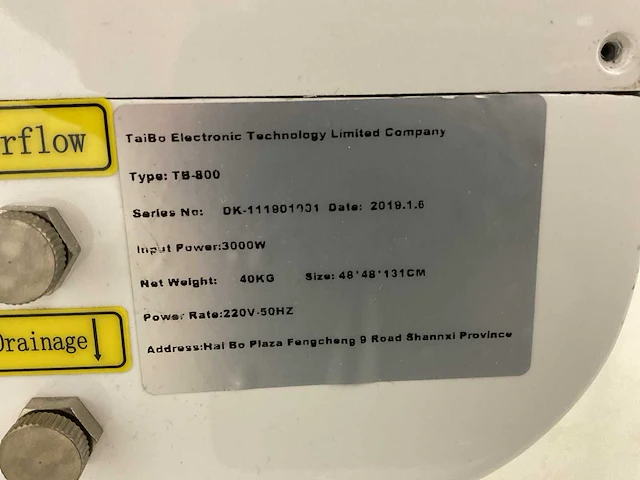 rflow
TaiBo Electronic Technology Limited Company
Type: TB-800
Series No: DK-111901001 Date: 2019.1.6
Input Power:3000W
Net Weight: 40KG Size: 48*48*131CM
Power Rate:220V-50HZ
Drainage↓
Address:Hai Bo Plaza Fengcheng 9 Road Shannxi Province